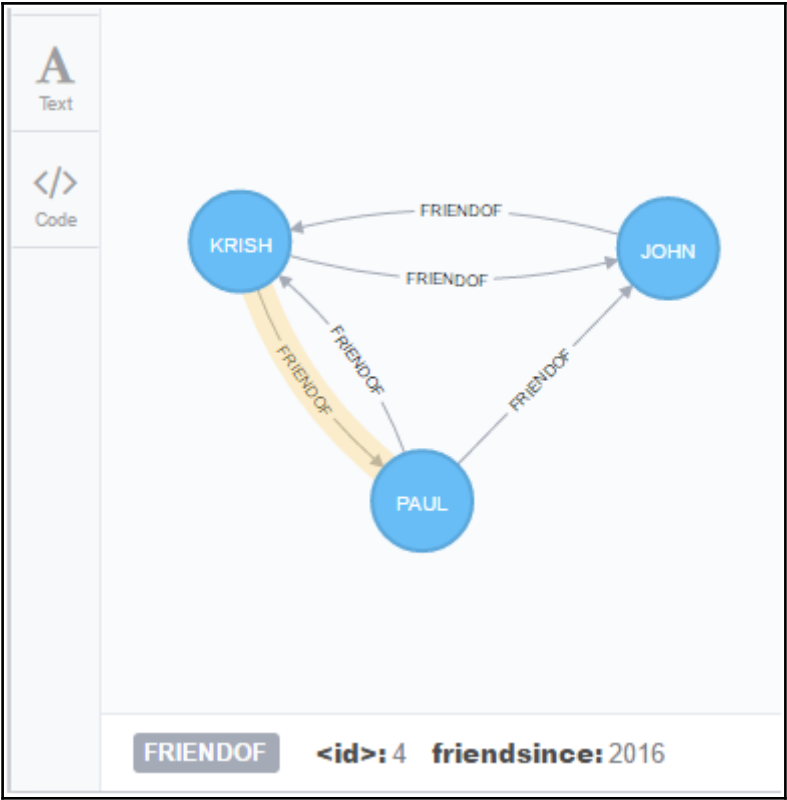 A
Text
</>
Code
FRIENDOF
KRISH
JOHN
FRIENDOF
FRIENDOF
FRIENDOF
FRIENDOF
PAUL
FRIENDOF <id>: 4 friendsince: 2016